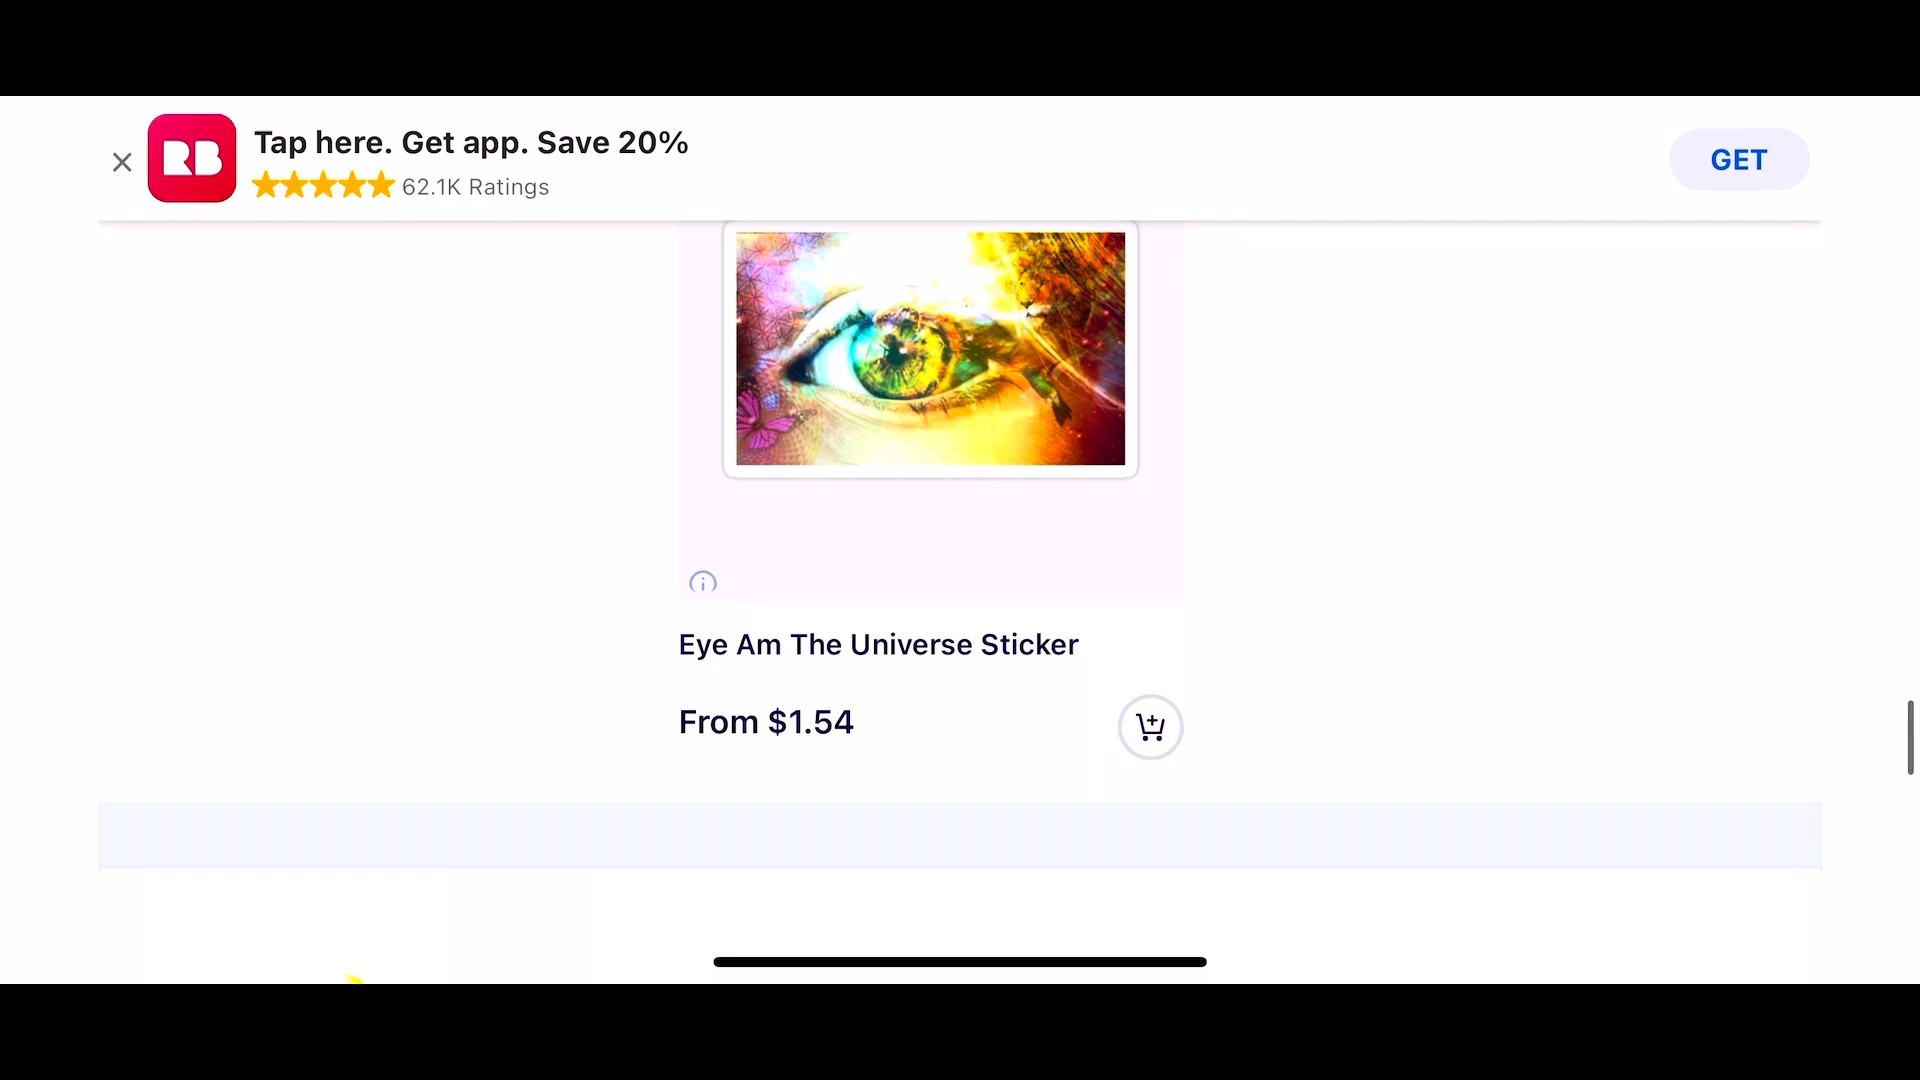 RB
Tap here. Get app. Save 20%
62.1K Ratings
GET
Eye Am The Universe Sticker
From $1.54